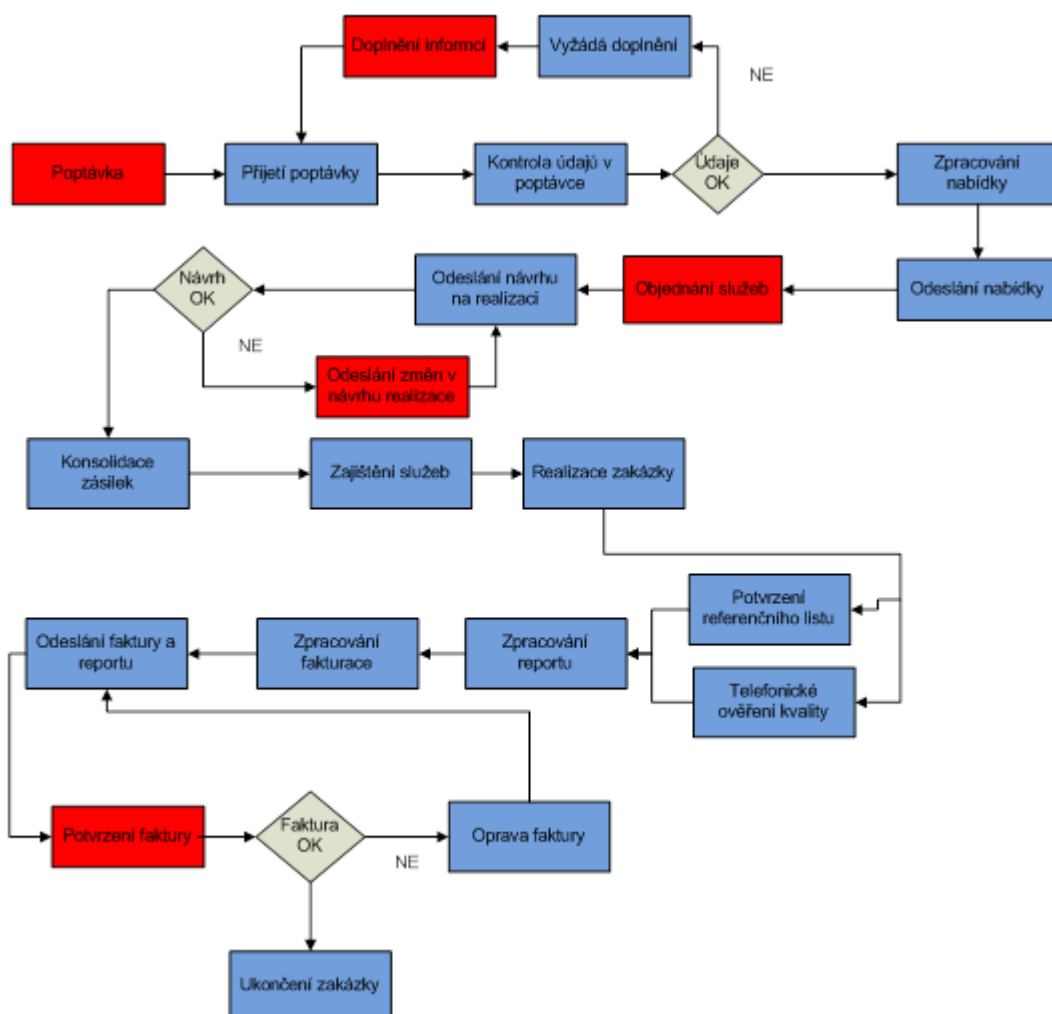 Doplnění informcí
Vyžádá doplnění
NE
Poptávka
Přijetí poptávky
Kontrola údajů v
poptávce
Údaje
OK
Zpracování
nabídky
Návrh
OK
Odeslání návrhu
na realizaci
Objednání služeb
Odeslání nabídky
NE
Odeslání změn v
návrhu realizace
Konsolidace
zásilek
Zajištění služeb
Realizace zakázky
Potvrzení
referenčního listu
Odeslání faktury a
reportu
Zpracování
fakturace
Zpracování
reportu
Telefonické
ověření kvality
Potvrzení faktury
Faktura
OK
NE
Oprava faktury
Ukončení zakázky